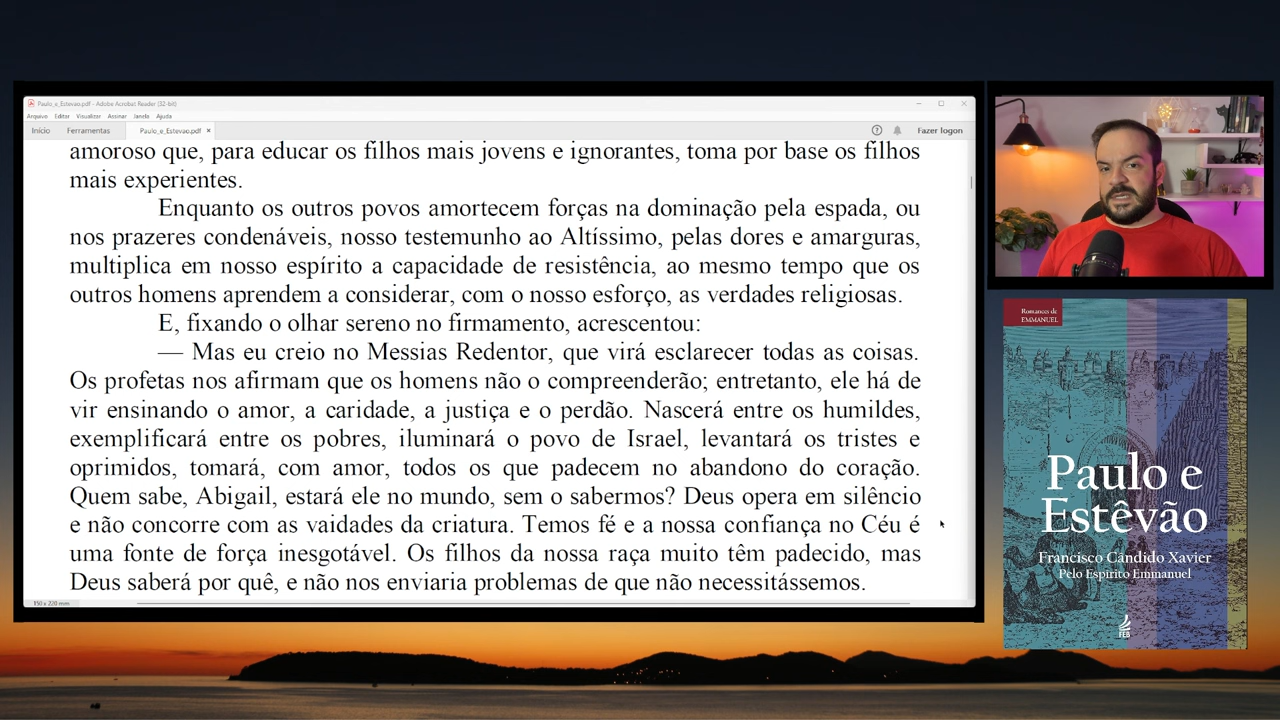 Paulo_e_Estevao.pdf - Adobe Acrobat Reader (32-bit)
Arquivo Editar Visualizar Assinar Janela Ajuda
Início Ferramentas Paulo_e_Estevao.pdf × Fazer logon
amoroso que, para educar os filhos mais jovens e ignorantes, toma por base os filhos
mais experientes.
Enquanto os outros povos amortecem forças na dominação pela espada, ou
nos prazeres condenáveis, nosso testemunho ao Altíssimo, pelas dores e amarguras,
multiplica em nosso espírito a capacidade de resistência, ao mesmo tempo que os
outros homens aprendem a considerar, com o nosso esforço, as verdades religiosas.
E, fixando o olhar sereno no firmamento, acrescentou:
— Mas eu creio no Messias Redentor, que virá esclarecer todas as coisas.
Os profetas nos afirmam que os homens não o compreenderão; entretanto, ele há de
vir ensinando o amor, a caridade, a justiça e o perdão. Nascerá entre os humildes,
exemplificará entre os pobres, iluminará o povo de Israel, levantará os tristes e
oprimidos, tomará, com amor, todos os que padecem no abandono do coração.
Quem sabe, Abigail, estará ele no mundo, sem o sabermos? Deus opera em silêncio
e não concorre com as vaidades da criatura. Temos fé e a nossa confiança no Céu é
uma fonte de força inesgotável. Os filhos da nossa raça muito têm padecido, mas
Deus saberá por quê, e não nos enviaria problemas de que não necessitássemos.
150 x 220 mm
Romances de
EMMANUEL
Paulo e
Estêvão
Francisco Cândido Xavier
Pelo Espírito Emmanuel
FEB